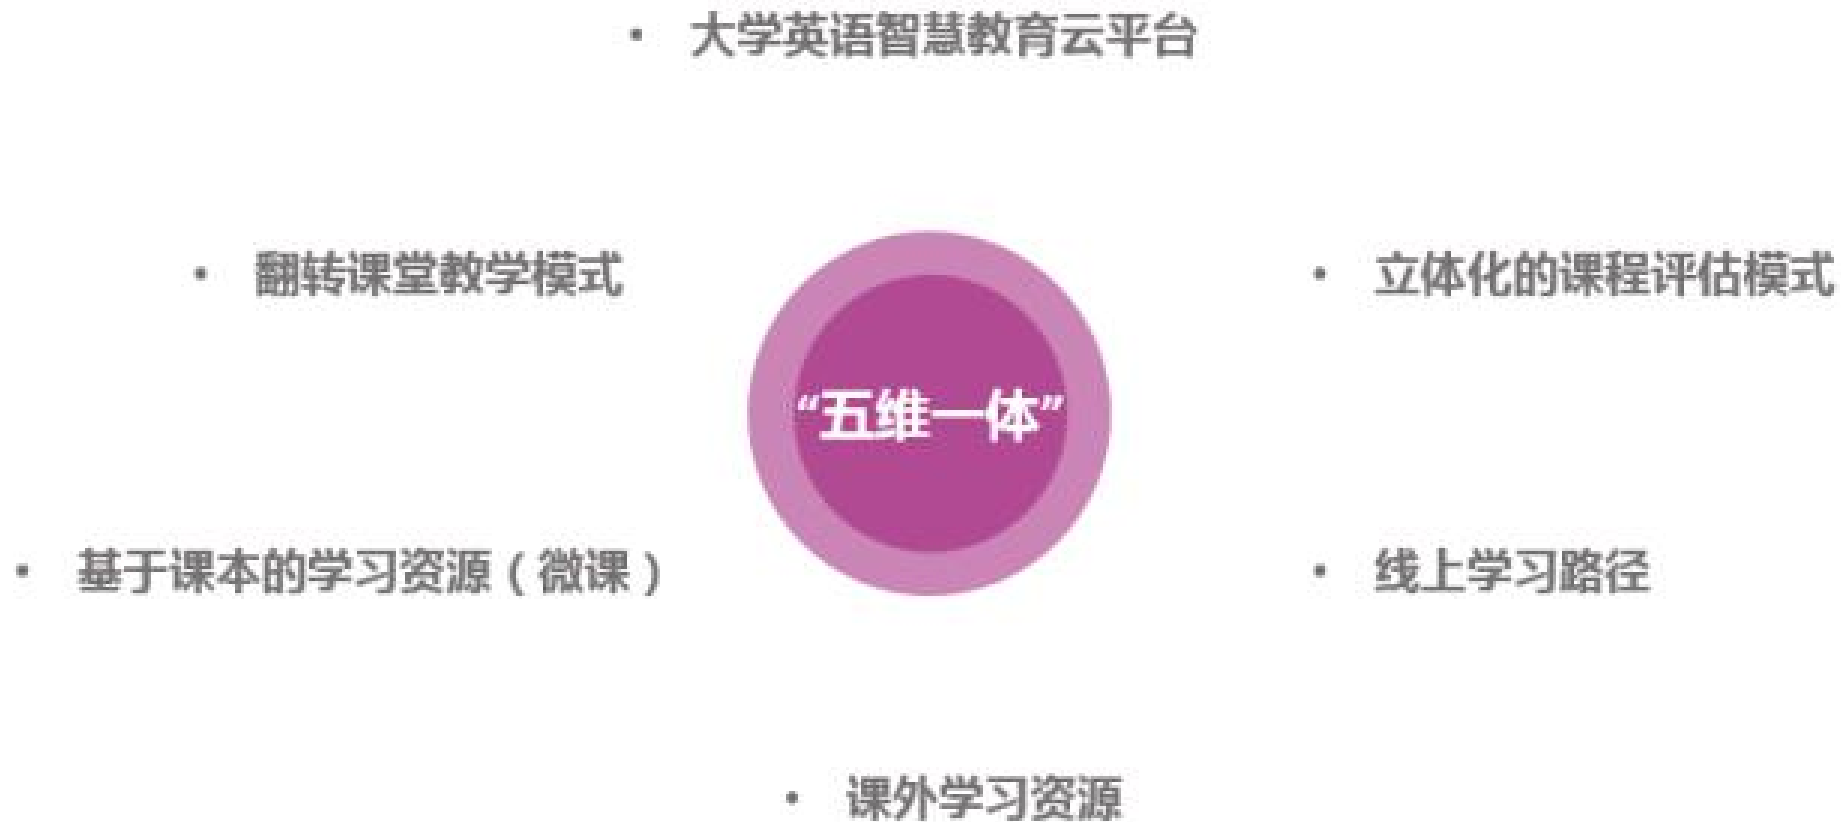 • 大学英语智慧教育云平台
• 翻转课堂教学模式
• 立体化的课程评估模式
“五维一体”
• 基于课本的学习资源（微课）
• 线上学习路径
• 课外学习资源